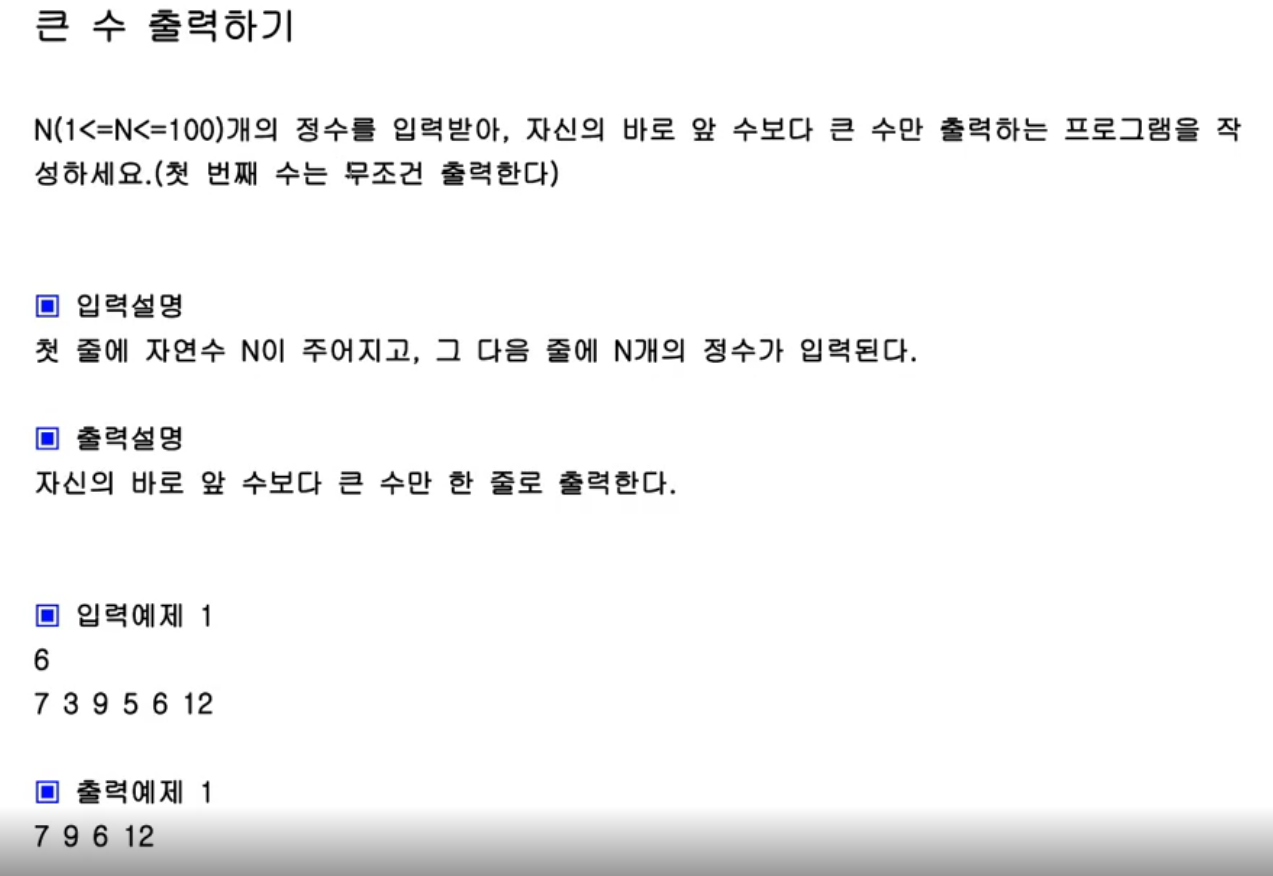 큰 수 출력하기
N(1<=N<=100)개의 정수를 입력받아, 자신의 바로 앞 수보다 큰 수만 출력하는 프로그램을 작
성하세요.(첫 번째 수는 무조건 출력한다)
▣ 입력설명
첫 줄에 자연수 N이 주어지고, 그 다음 줄에 N개의 정수가 입력된다.
▣ 출력설명
자신의 바로 앞 수보다 큰 수만 한 줄로 출력한다.
▣ 입력예제 1
6
7 3 9 5 6 12
▣ 출력예제 1
7 9 6 12